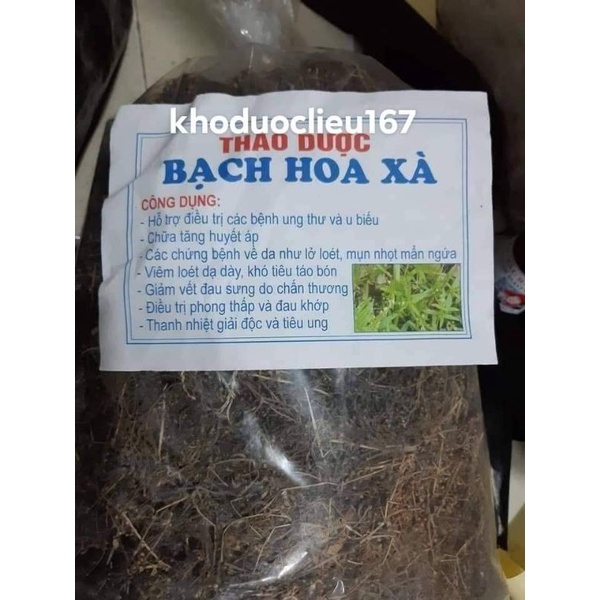 khoduoclieu167
THẢO DƯỢC
BẠCH HOA XÀ
CÔNG DỤNG:
- Hỗ trợ điều trị các bệnh ung thư và u biếu
- Chữa tăng huyết áp
- Các chứng bệnh về da như lở loét, mụn nhọt mẩn ngứa
- Viêm loét dạ dày, khó tiêu táo bón
- Giảm vết đau sưng do chấn thương
- Điều trị phong thấp và đau khớp
- Thanh nhiệt giải độc và tiêu ung